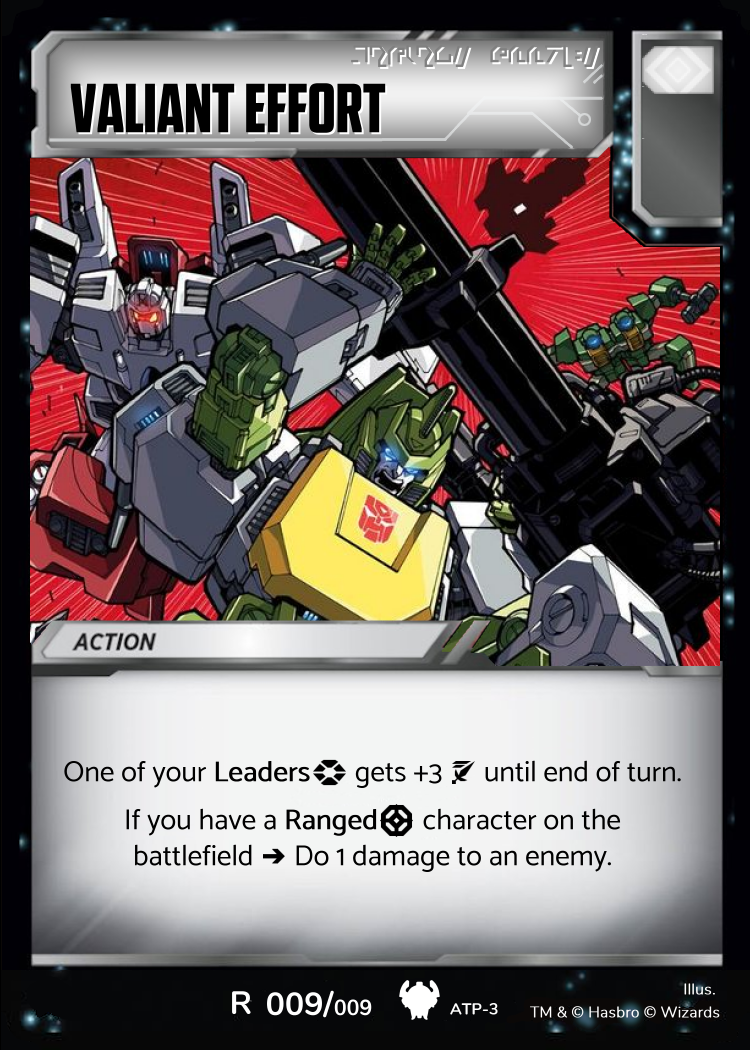 VALIANT EFFORT
ACTION
One of your Leaders gets +3 until end of turn.
If you have a Ranged character on the
battlefield ➔ Do 1 damage to an enemy.
R 009/009
ATP-3
Illus.
TM & © Hasbro © Wizards